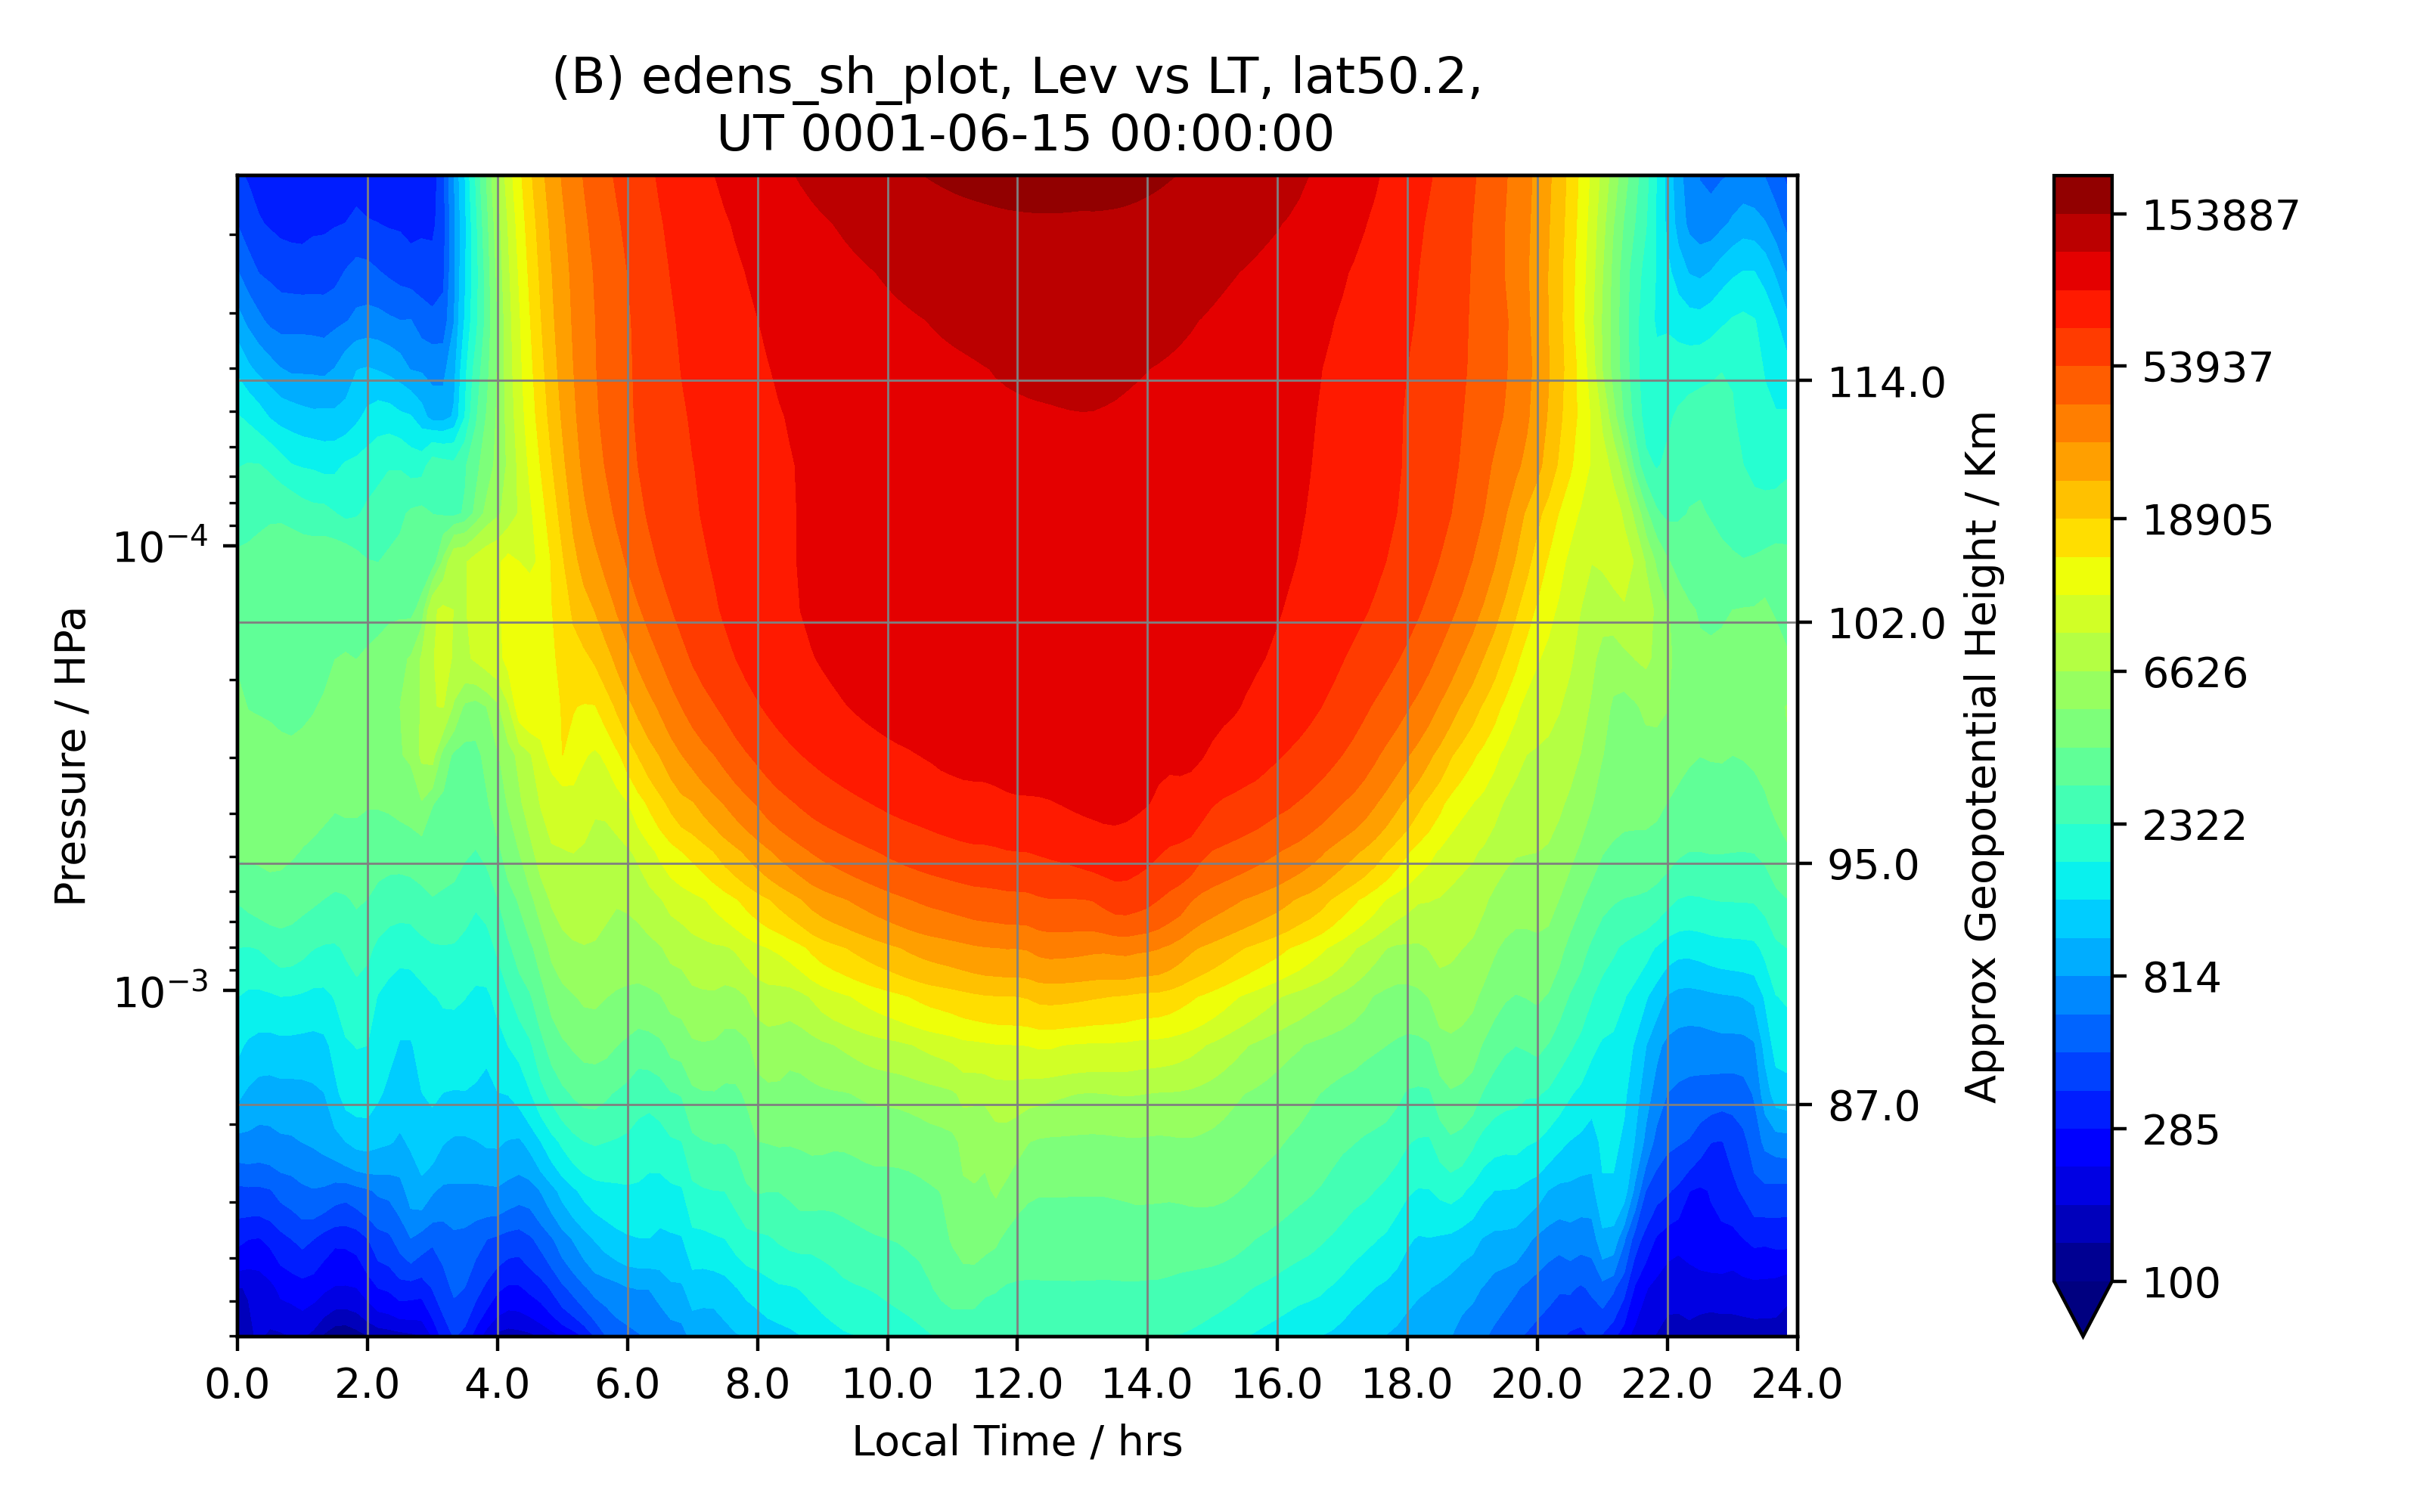 (B) edens_sh_plot, Lev vs LT, lat50.2,
UT 0001-06-15 00:00:00
Pressure / HPa
10⁻⁴
10⁻³
114.0
102.0
95.0
87.0
Approx Geopotential Height / Km
153887
53937
18905
6626
2322
814
285
100
0.0 2.0 4.0 6.0 8.0 10.0 12.0 14.0 16.0 18.0 20.0 22.0 24.0
Local Time / hrs